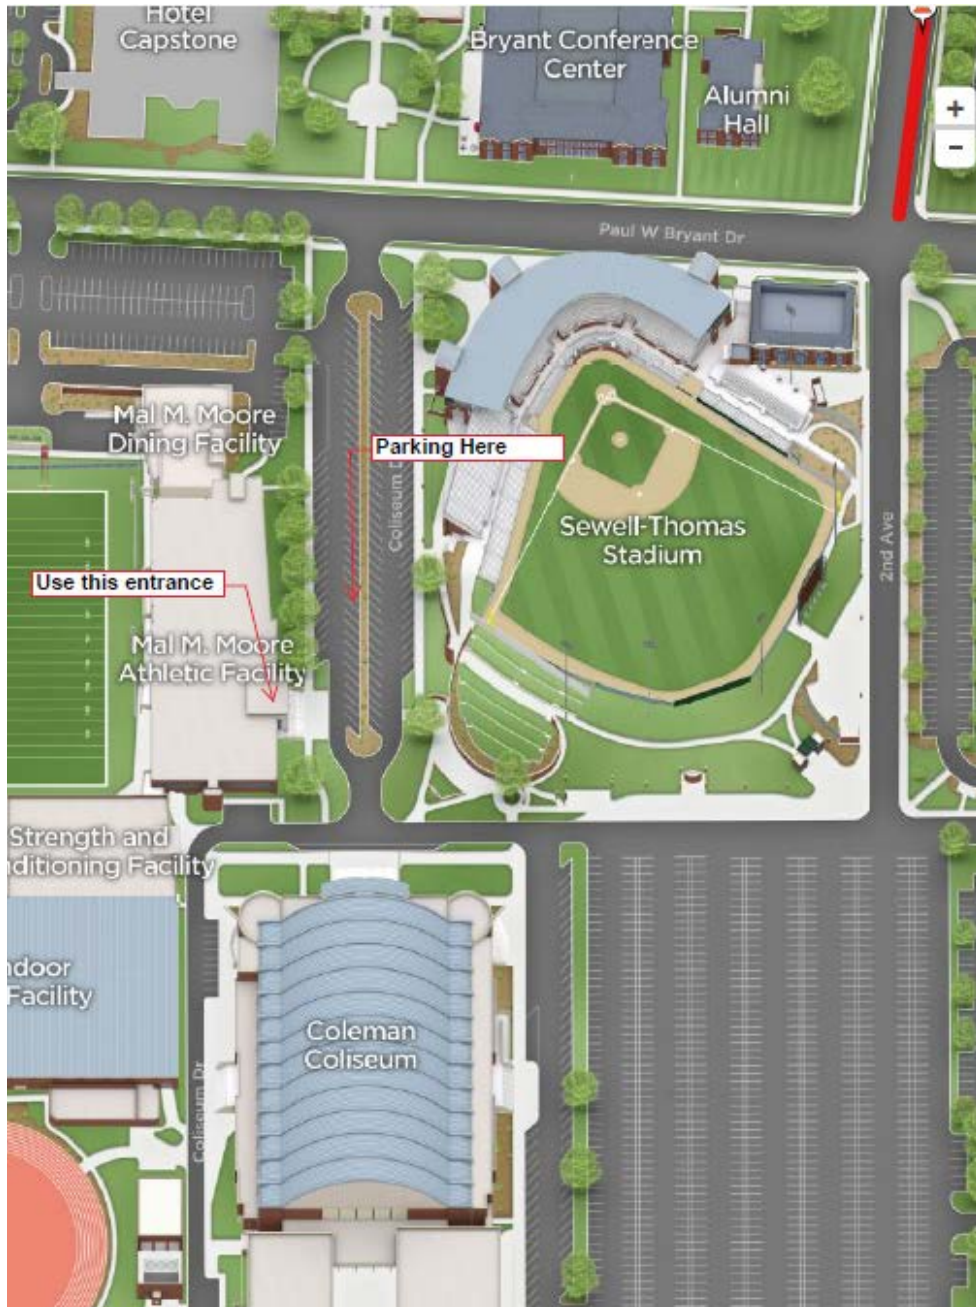 Hotel
Capstone
Bryant Conference
Center
Alumni
Hall
+
−
Paul W Bryant Dr
Mal M. Moore
Dining Facility
Parking Here
Coliseum D
Sewell-Thomas
Stadium
2nd Ave
Use this entrance
Mal M. Moore
Athletic Facility
Strength and
nditioning Facility
ndoor
Facility
Coleman
Coliseum
Coliseum Dr